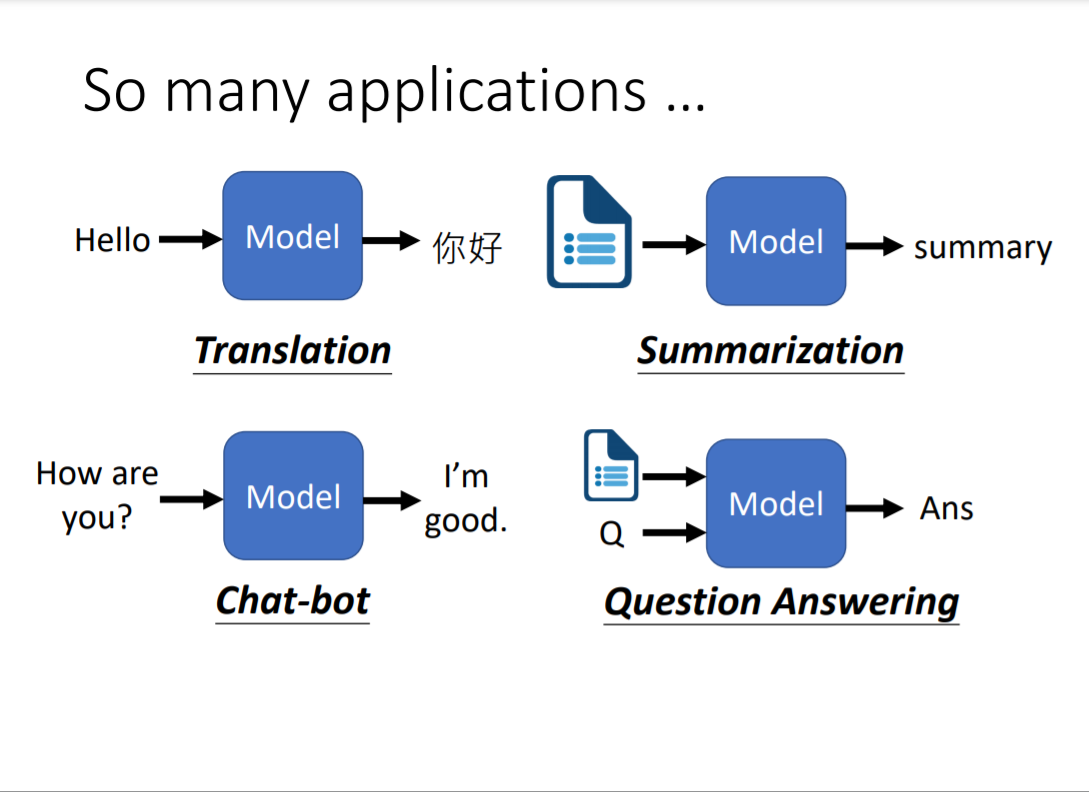 So many applications …
Hello
Model
你好
Translation
Model
summary
Summarization
How are
you?
Model
I’m
good.
Chat-bot
Q
Model
Ans
Question Answering